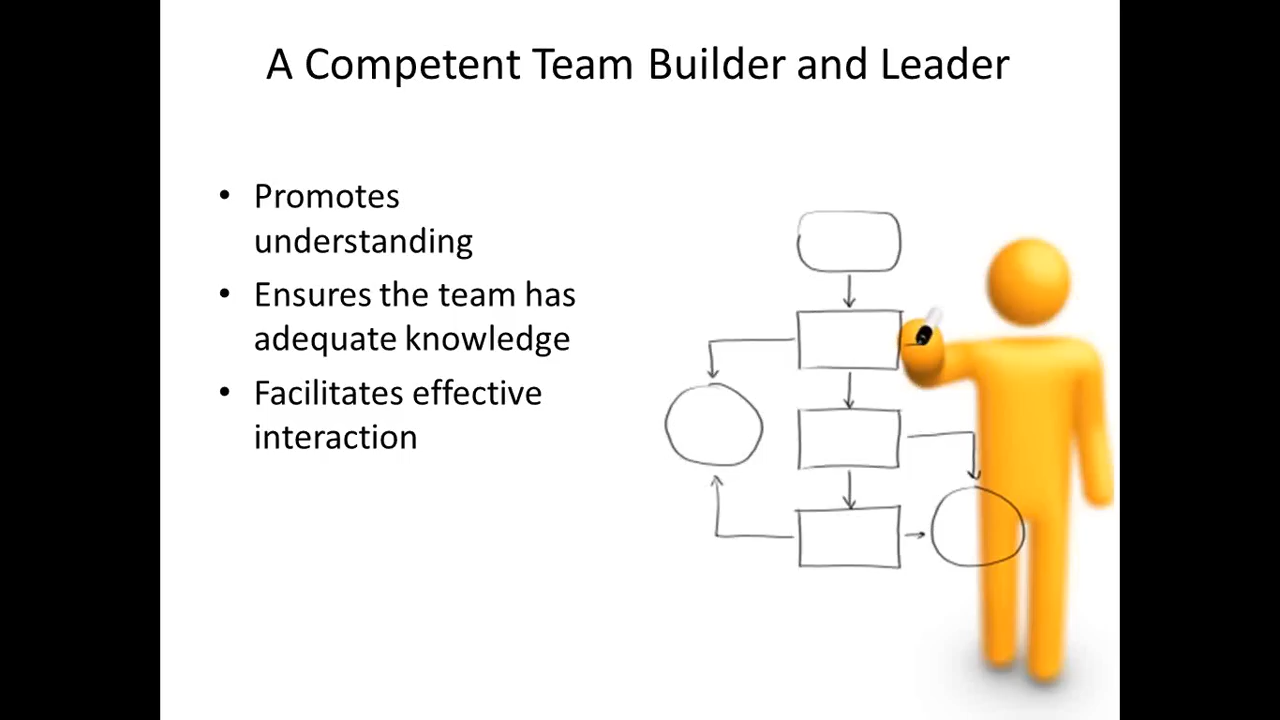 A Competent Team Builder and Leader
• Promotes
understanding
• Ensures the team has
adequate knowledge
• Facilitates effective
interaction